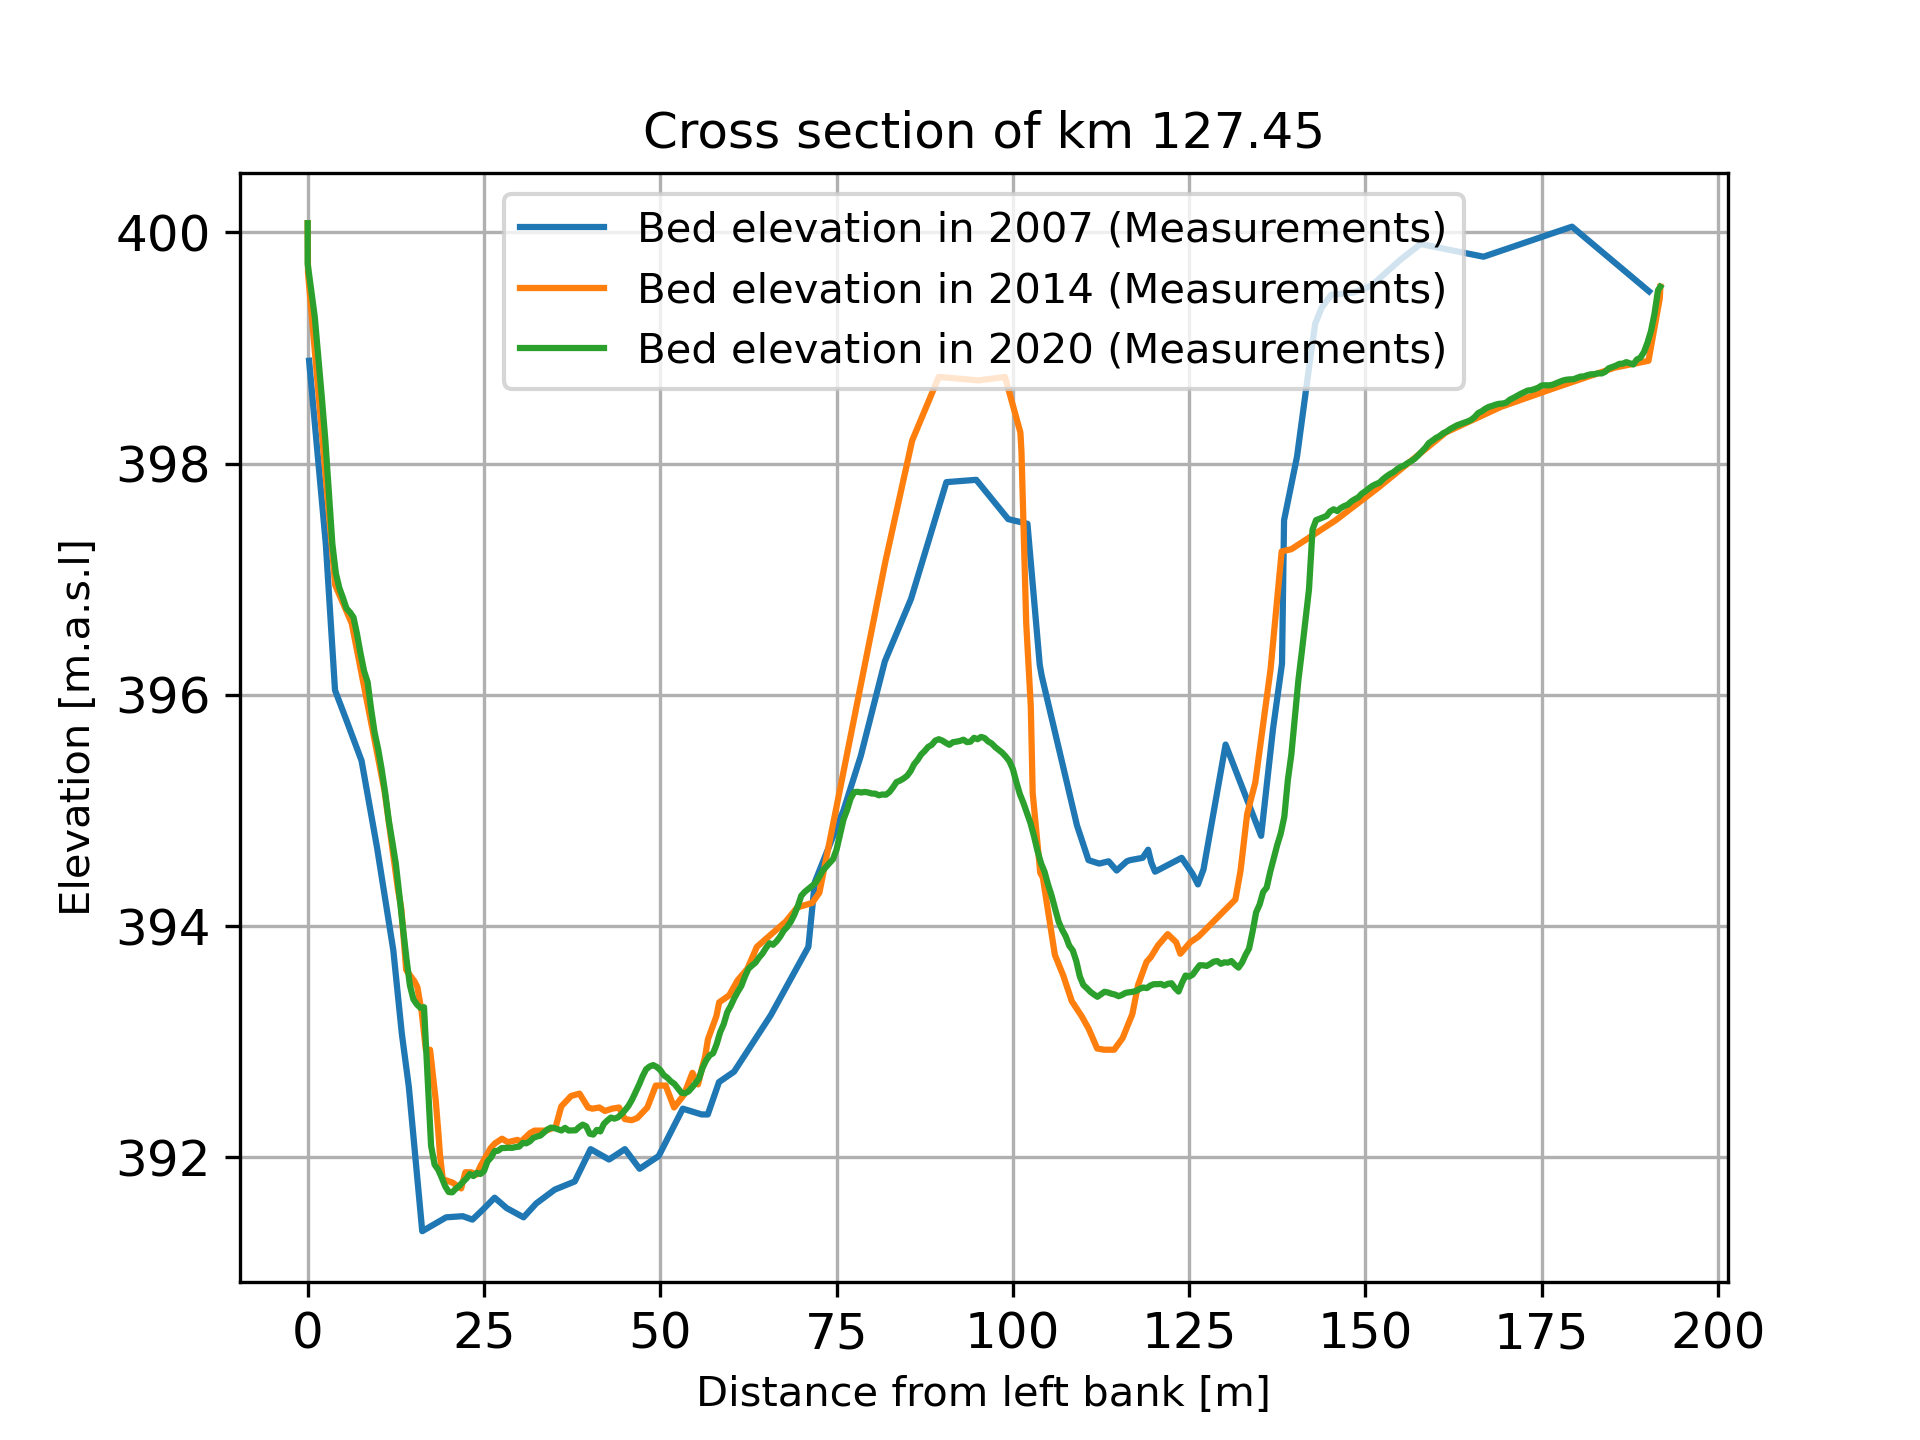 Cross section of km 127.45
Bed elevation in 2007 (Measurements)
Bed elevation in 2014 (Measurements)
Bed elevation in 2020 (Measurements)
Elevation [m.a.s.l]
400
398
396
394
392
0 25 50 75 100 125 150 175 200
Distance from left bank [m]